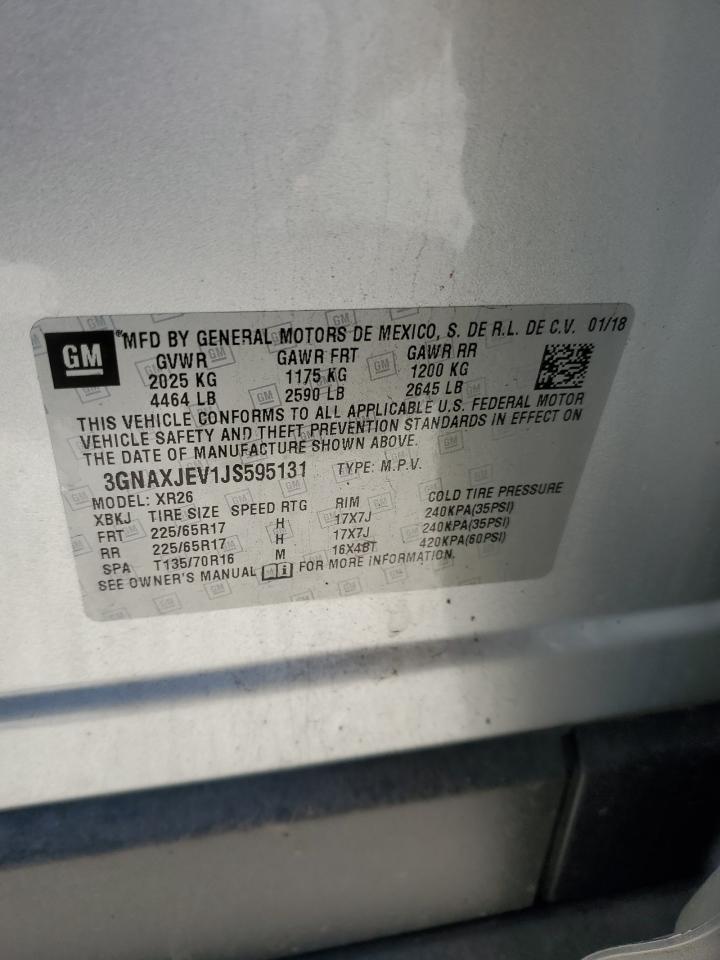 GM ® MFD BY GENERAL MOTORS DE MEXICO, S. DE R.L. DE C.V. 01/18
GVWR GAWR FRT GAWR RR
2025 KG 1175 KG 1200 KG
4464 LB 2590 LB 2645 LB
THIS VEHICLE CONFORMS TO ALL APPLICABLE U.S. FEDERAL MOTOR
VEHICLE SAFETY AND THEFT PREVENTION STANDARDS IN EFFECT ON
THE DATE OF MANUFACTURE SHOWN ABOVE.
3GNAXJEV1JS595131 TYPE: M.P.V.
MODEL: XR26
XBKJ TIRE SIZE SPEED RTG RIM COLD TIRE PRESSURE
FRT 225/65R17 H 17X7J 240KPA(35PSI)
RR 225/65R17 H 17X7J 240KPA(35PSI)
SPA T135/70R16 M 16X4BT 420KPA(60PSI)
SEE OWNER'S MANUAL FOR MORE INFORMATION.